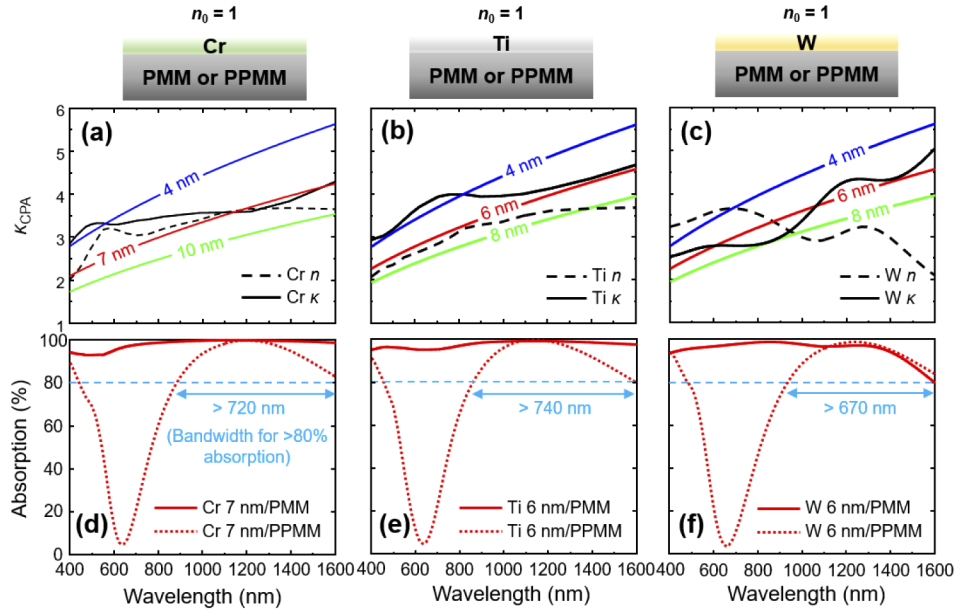 n₀ = 1
Cr
PMM or PPMM
n₀ = 1
Ti
PMM or PPMM
n₀ = 1
W
PMM or PPMM
κCPA
6
5
4
3
2
1
(a)
4 nm
7 nm
10 nm
Cr n
Cr κ
(b)
4 nm
6 nm
8 nm
Ti n
Ti κ
(c)
4 nm
6 nm
8 nm
W n
W κ
Absorption (%)
100
80
60
40
20
0
> 720 nm
(Bandwidth for >80%
absorption)
Cr 7 nm/PMM
Cr 7 nm/PPMM
(d)
400 600 800 1000 1200 1400 1600
Wavelength (nm)
> 740 nm
Ti 6 nm/PMM
Ti 6 nm/PPMM
(e)
400 600 800 1000 1200 1400 1600
Wavelength (nm)
> 670 nm
W 6 nm/PMM
W 6 nm/PPMM
(f)
400 600 800 1000 1200 1400 1600
Wavelength (nm)